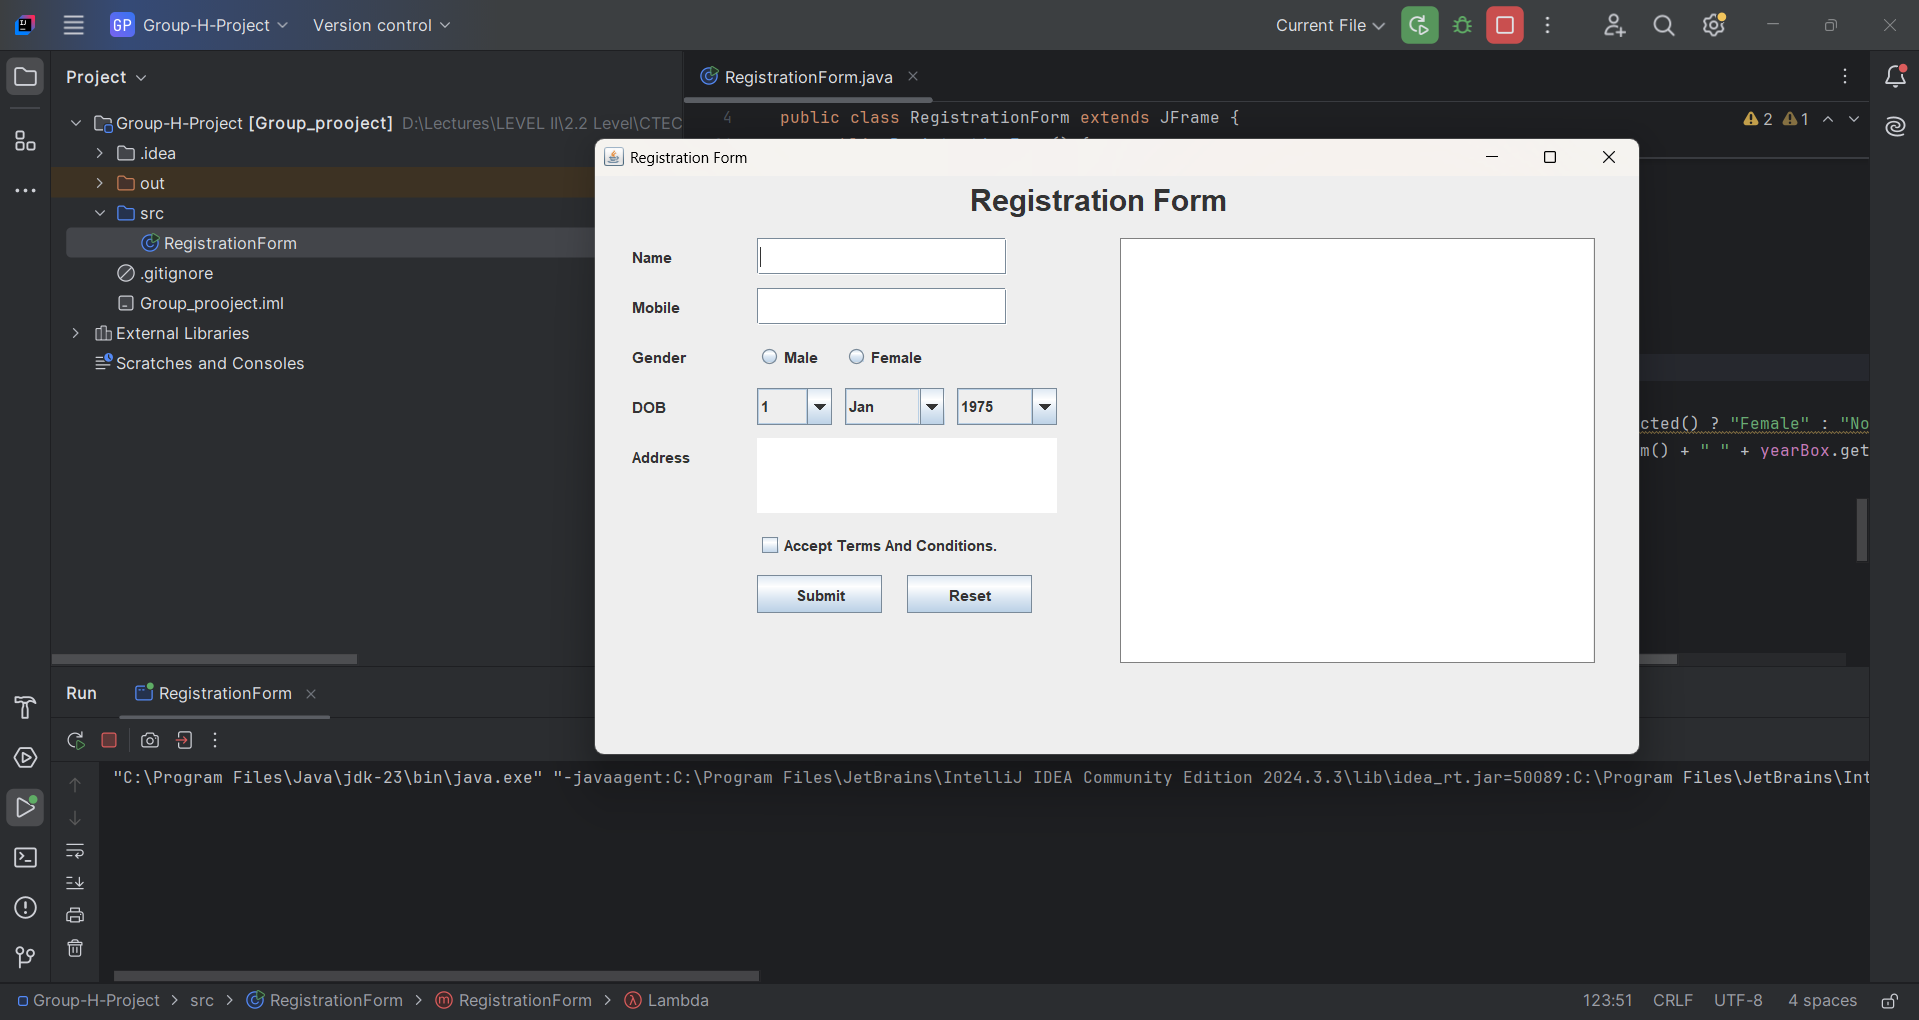 GP Group-H-Project Version control Current File
Project
RegistrationForm.java
Group-H-Project [Group_prooject] D:\Lectures\LEVEL II\2.2 Level\CTEC
4 public class RegistrationForm extends JFrame {
2 1
.idea
out
src
RegistrationForm
.gitignore
Group_prooject.iml
External Libraries
Scratches and Consoles
Registration Form
Registration Form
Name
Mobile
Gender Male Female
DOB 1 Jan 1975
Address
Accept Terms And Conditions.
Submit Reset
cted() ? "Female" : "No
m() + " " + yearBox.get
Run RegistrationForm
"C:\Program Files\Java\jdk-23\bin\java.exe" "-javaagent:C:\Program Files\JetBrains\IntelliJ IDEA Community Edition 2024.3.3\lib\idea_rt.jar=50089:C:\Program Files\JetBrains\Int
Group-H-Project > src > RegistrationForm > RegistrationForm > Lambda 123:51 CRLF UTF-8 4 spaces